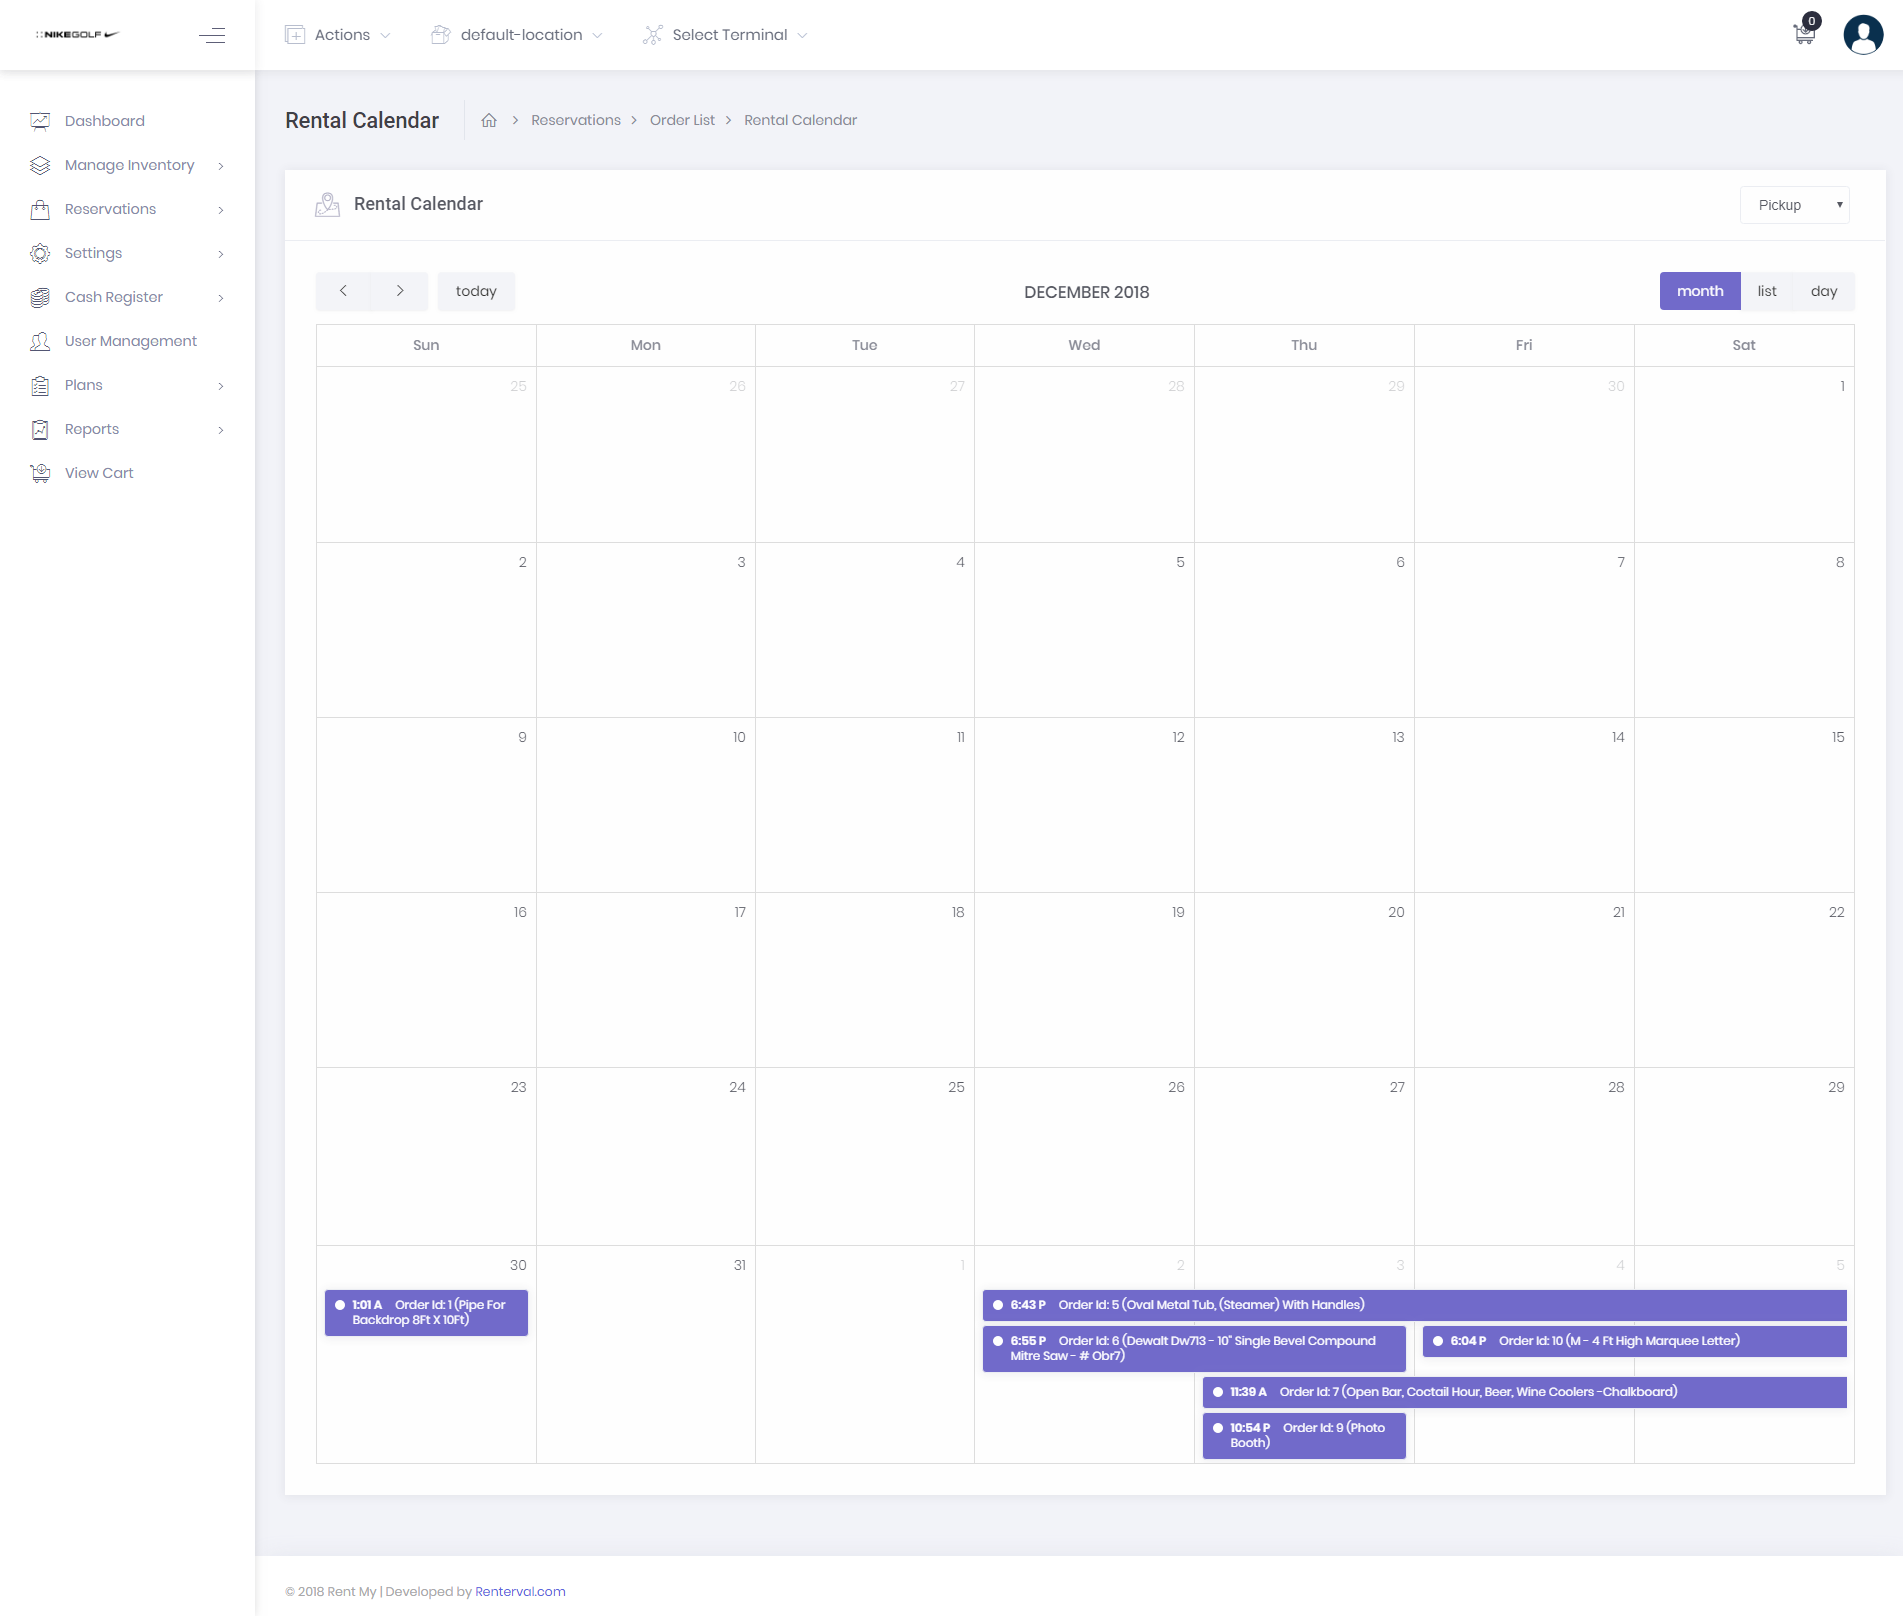 NIKEGOLF
Actions
default-location
Select Terminal
0
Dashboard
Manage Inventory
Reservations
Settings
Cash Register
User Management
Plans
Reports
View Cart
Rental Calendar
Reservations
Order List
Rental Calendar
Rental Calendar
Pickup
today
DECEMBER 2018
month
list
day
Sun Mon Tue Wed Thu Fri Sat
25 26 27 28 29 30 1
2 3 4 5 6 7 8
9 10 11 12 13 14 15
16 17 18 19 20 21 22
23 24 25 26 27 28 29
30 31 1 2 3 4 5
1:01 A Order Id: 1 (Pipe For
Backdrop 8Ft X 10Ft)
6:43 P Order Id: 5 (Oval Metal Tub, (Steamer) With Handles)
6:55 P Order Id: 6 (Dewalt Dw713 - 10" Single Bevel Compound
Mitre Saw - # Obr7)
6:04 P Order Id: 10 (M - 4 Ft High Marquee Letter)
11:39 A Order Id: 7 (Open Bar, Coctail Hour, Beer, Wine Coolers -Chalkboard)
10:54 P Order Id: 9 (Photo
Booth)
© 2018 Rent My | Developed by Renterval.com